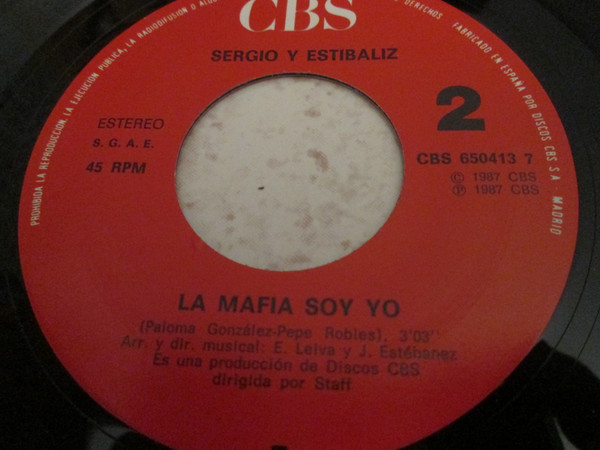 CBS
SERGIO Y ESTIBALIZ
2
ESTEREO
S. G. A. E.
45 RPM
CBS 650413 7
© 1987 CBS
℗ 1987 CBS
LA MAFIA SOY YO
(Paloma González-Pepe Robles). 3'03''
Arr. y dir. musical: E. Leiva y J. Estébanez
Es una producción de Discos CBS
dirigida por Staff
PROHIBIDA LA REPRODUCCION, LA EJECUCION PUBLICA, LA RADIODIFUSION O
DERECHOS
FABRICADO EN ESPAÑA POR DISCOS CBS S.A. - MADRID